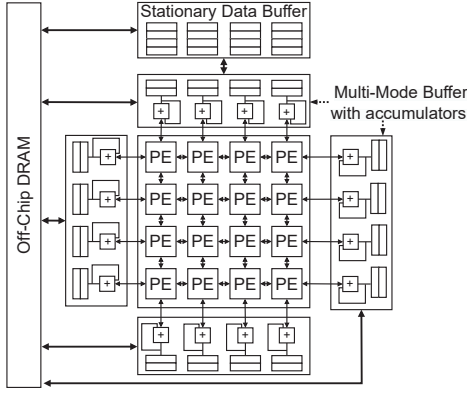 Stationary Data Buffer
+ + + +
Multi-Mode Buffer
with accumulators
Off-Chip DRAM
+ PE PE PE PE +
+ PE PE PE PE +
+ PE PE PE PE +
+ PE PE PE PE +
+ + + +